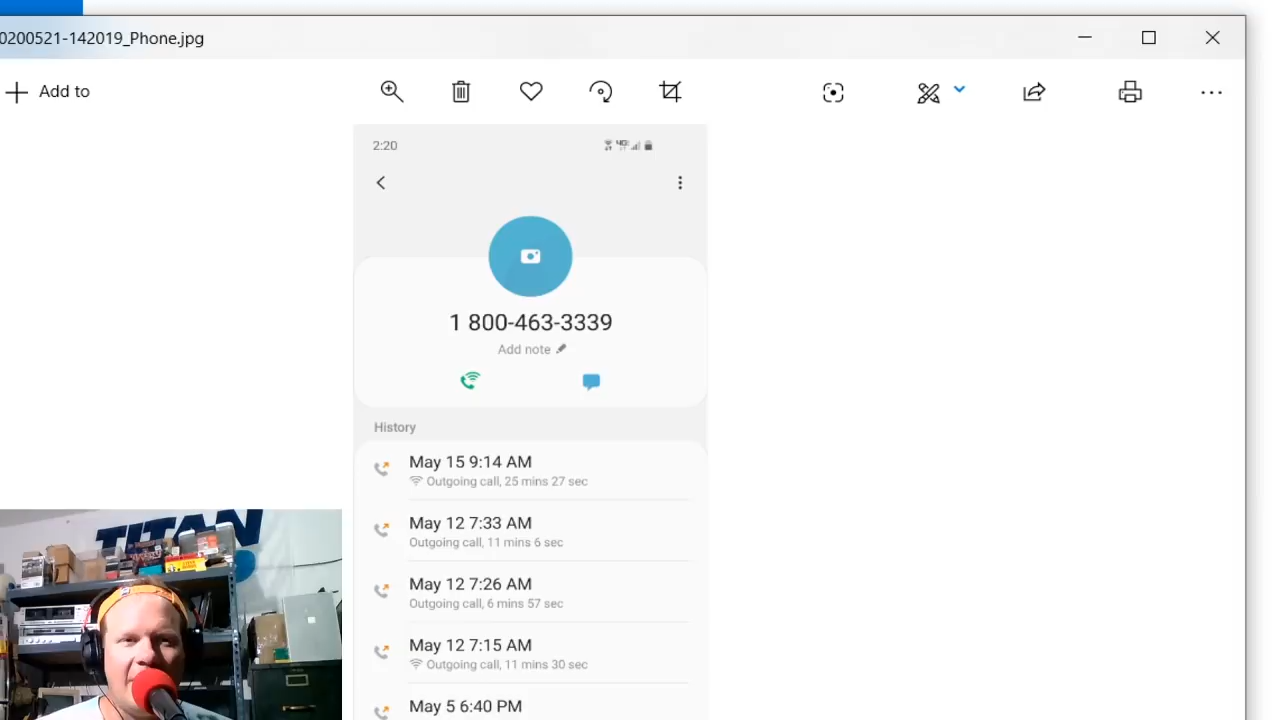 0200521-142019_Phone.jpg
Add to
2:20
1 800-463-3339
Add note
History
May 15 9:14 AM
Outgoing call, 25 mins 27 sec
May 12 7:33 AM
Outgoing call, 11 mins 6 sec
May 12 7:26 AM
Outgoing call, 6 mins 57 sec
May 12 7:15 AM
Outgoing call, 11 mins 30 sec
May 5 6:40 PM
TITAN